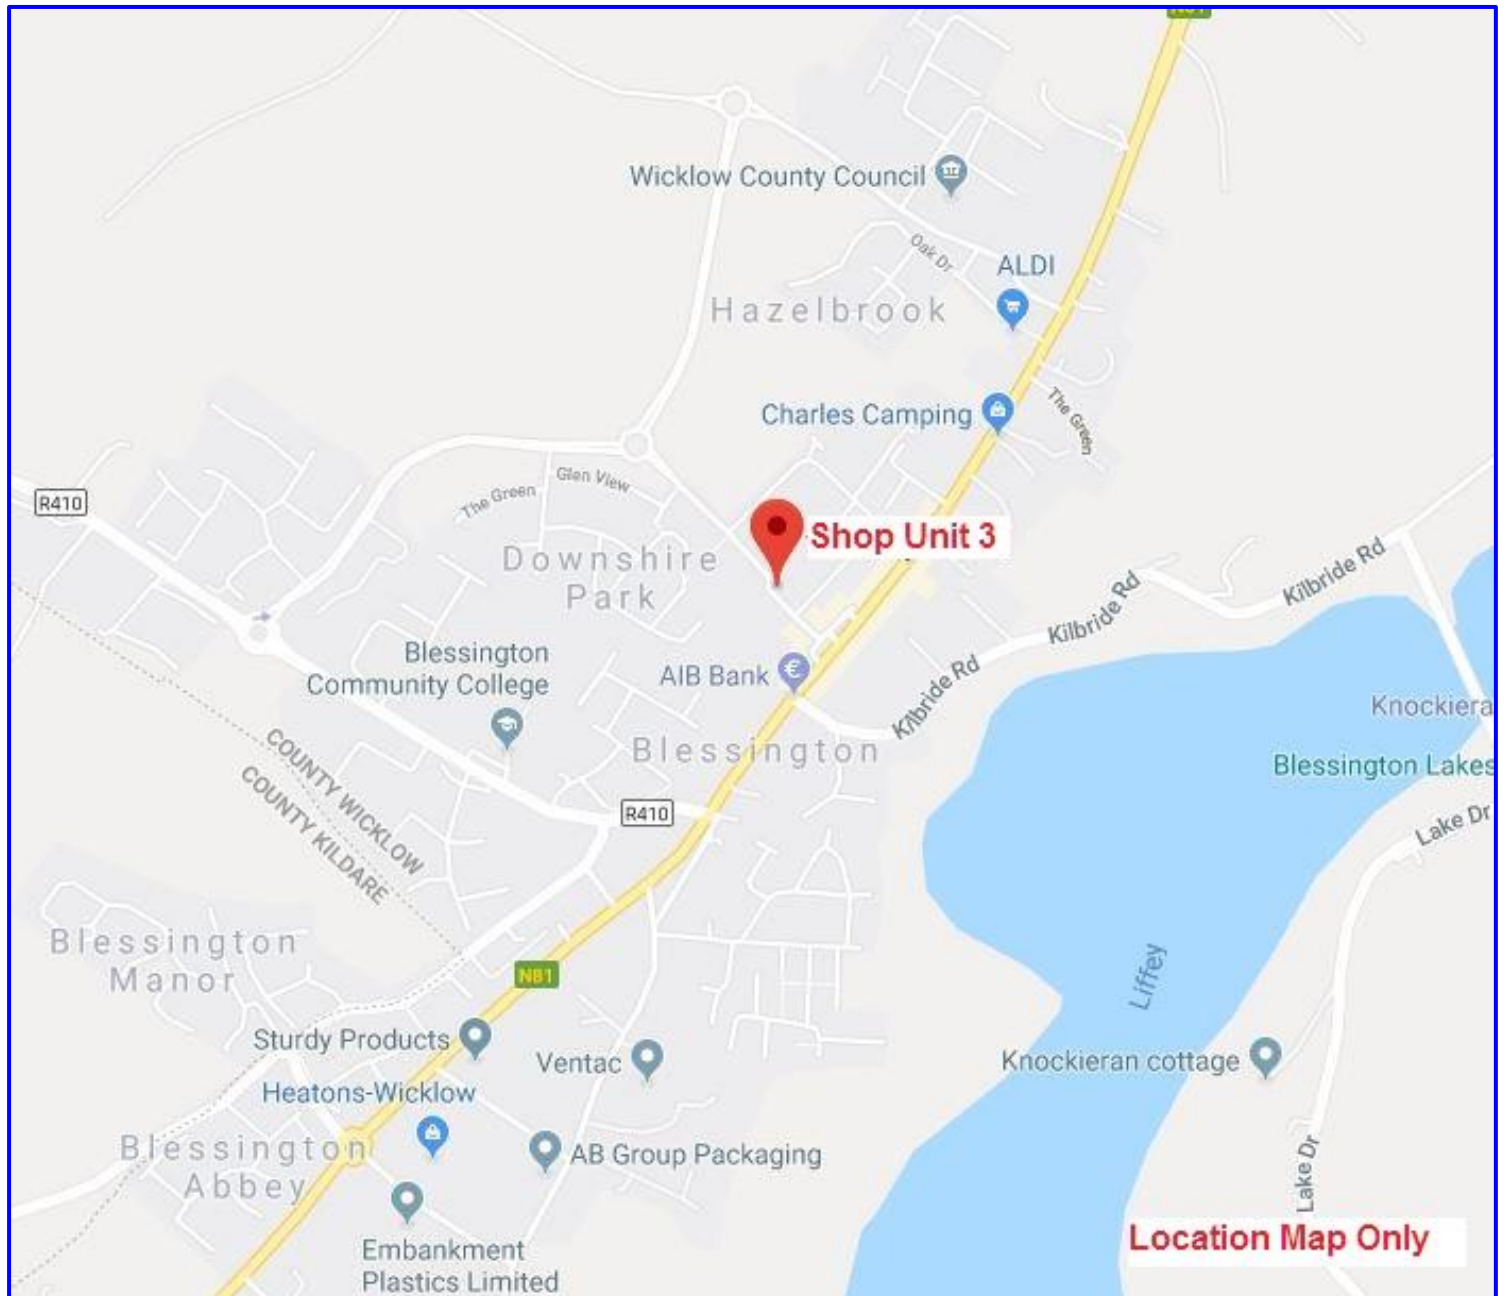 N81
Wicklow County Council
Oak Dr
ALDI
Hazelbrook
Charles Camping
The Green
R410
Glen View
The Green
Shop Unit 3
Downshire
Park
Kilbride Rd
Kilbride Rd
Kilbride Rd
Blessington
Community College
AIB Bank
€
Knockiera
Blessington
Blessington Lakes
COUNTY WICKLOW
COUNTY KILDARE
R410
Lake Dr
Blessington
Manor
N81
Liffey
Sturdy Products
Ventac
Knockieran cottage
Heatons-Wicklow
Blessington
Abbey
AB Group Packaging
Lake Dr
Embankment
Plastics Limited
Location Map Only